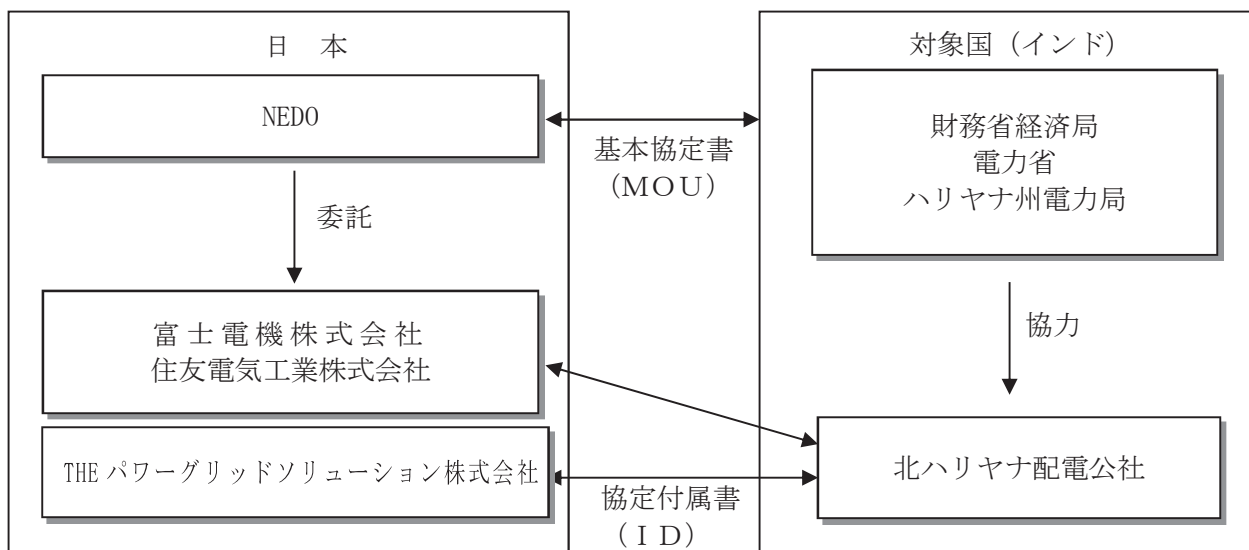 日 本
NEDO
委託
富士電機株式会社
住友電気工業株式会社
THE パワーグリッドソリューション株式会社
基本協定書
(MOU)
協定付属書
(ID)
対象国(インド)
財務省経済局
電力省
ハリヤナ州電力局
協力
北ハリヤナ配電公社